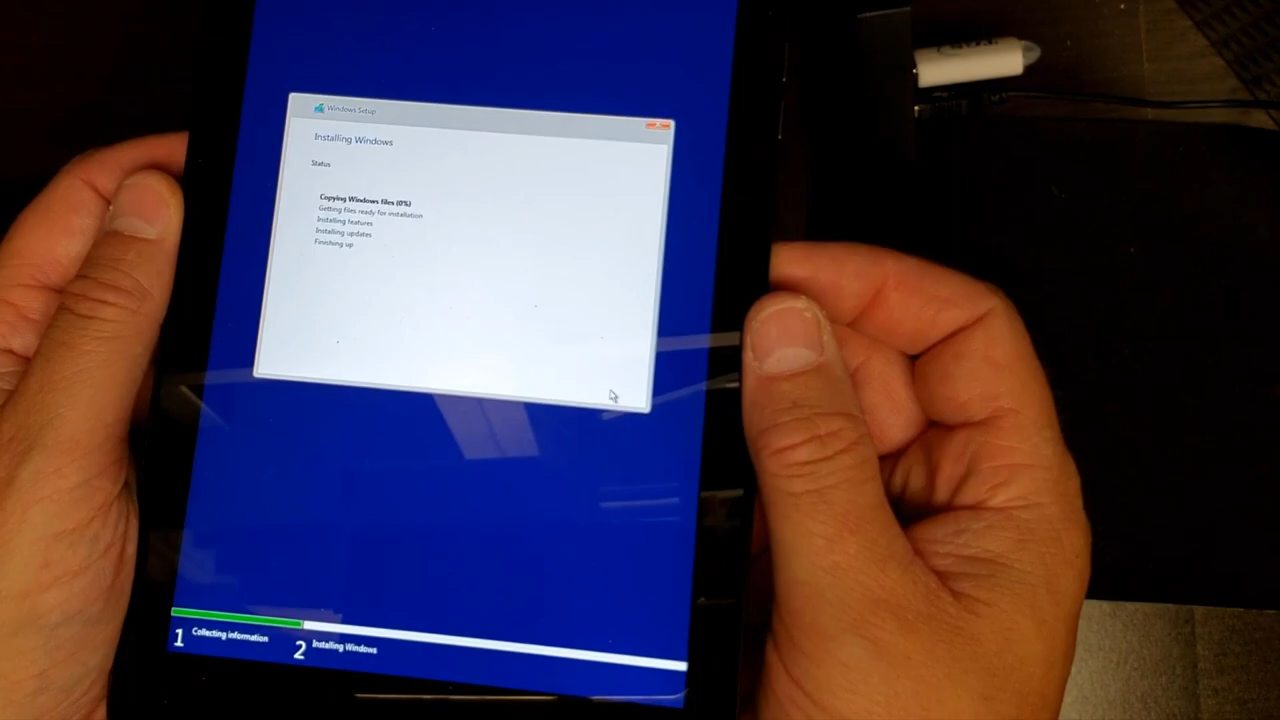 Windows Setup
Installing Windows
Status
Copying Windows files (0%)
Getting files ready for installation
Installing features
Installing updates
Finishing up
1 Collecting information
2 Installing Windows